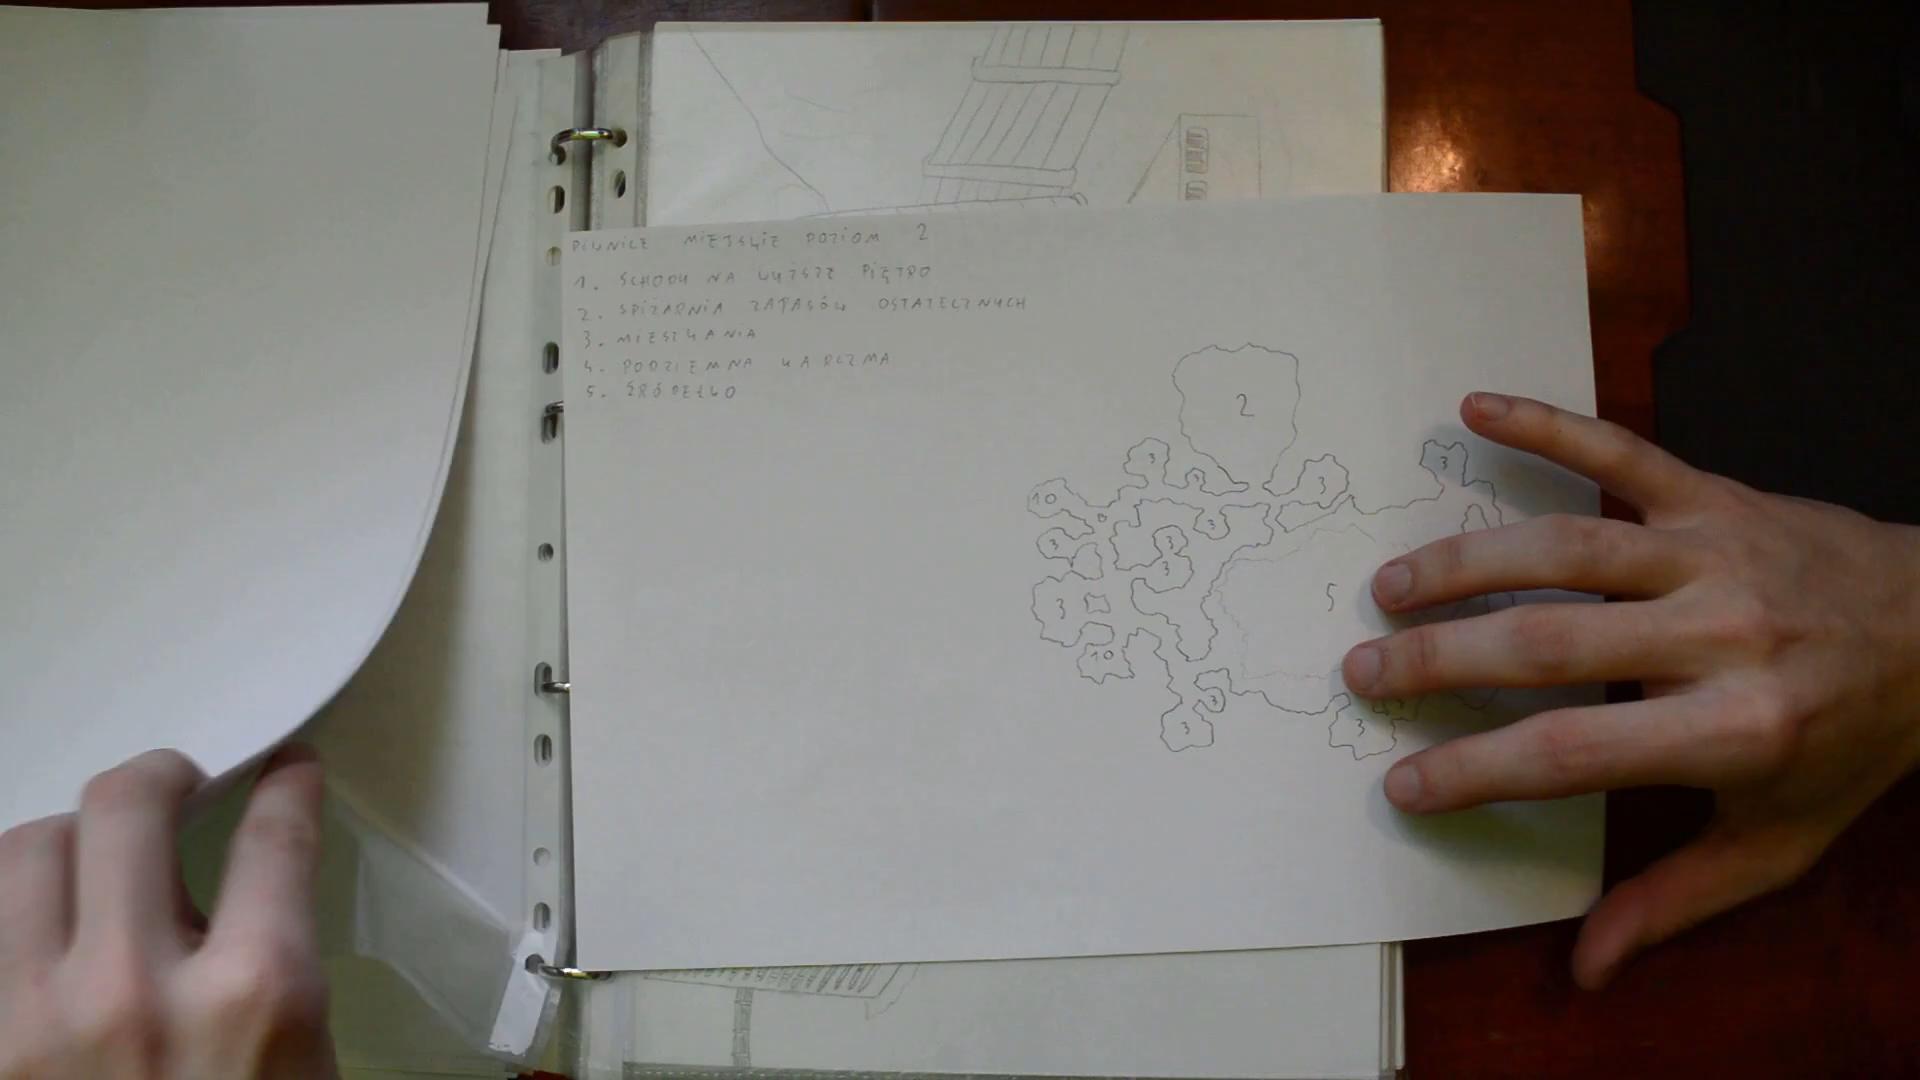 PIWNICE MIEJSKIE POZIOM 2
1. SCHODY NA WYŻSZE PIĘTRO
2. SPIŻARNIA ZAPASÓW OSTATECZNYCH
3. MIESZKANIA
4. PODZIEMNA KARCZMA
5. ŹRÓDEŁKO
2
3
3
3
10
3
3
3
3
5
3
10
3
3
3